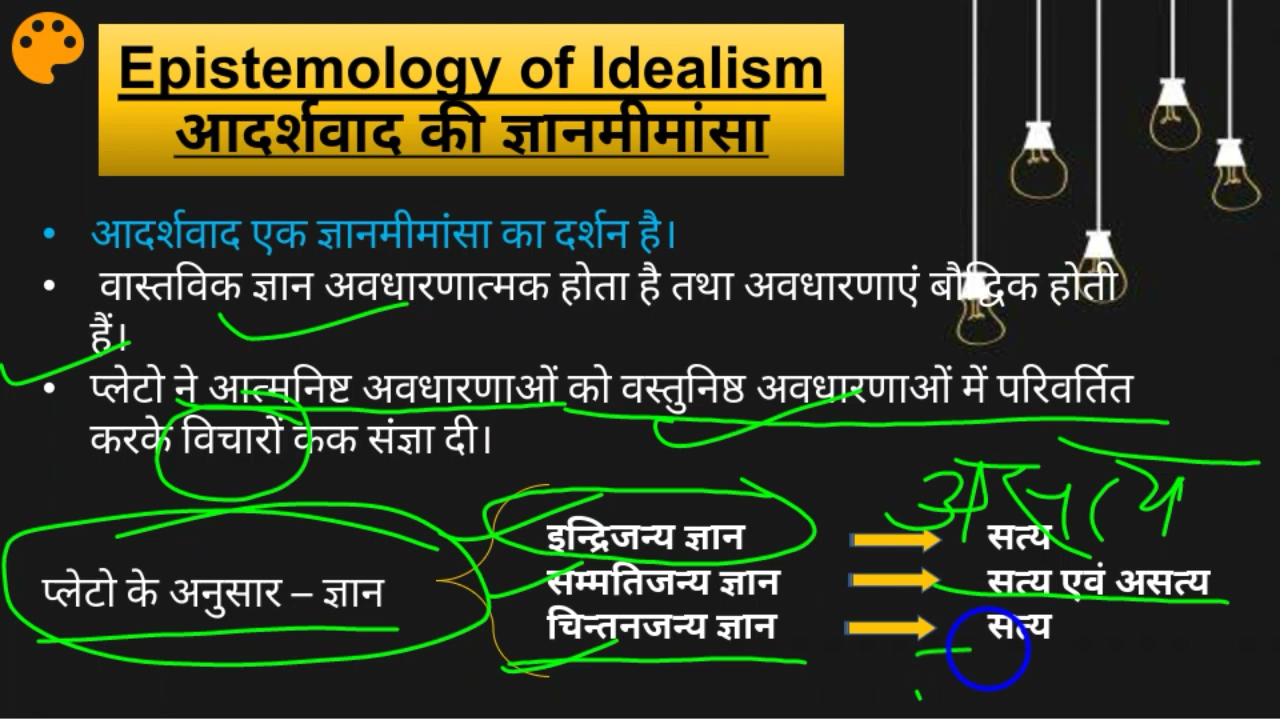 Epistemology of Idealism
आदर्शवाद की ज्ञानमीमांसा
• आदर्शवाद एक ज्ञानमीमांसा का दर्शन है।
• वास्तविक ज्ञान अवधारणात्मक होता है तथा अवधारणाएं बौद्धिक होती
हैं।
• प्लेटो ने आत्मनिष्ट अवधारणाओं को वस्तुनिष्ठ अवधारणाओं में परिवर्तित
करके विचारों कक संज्ञा दी।
असत्य
इन्द्रिजन्य ज्ञान सत्य
प्लेटो के अनुसार – ज्ञान सम्मतिजन्य ज्ञान सत्य एवं असत्य
चिन्तनजन्य ज्ञान सत्य